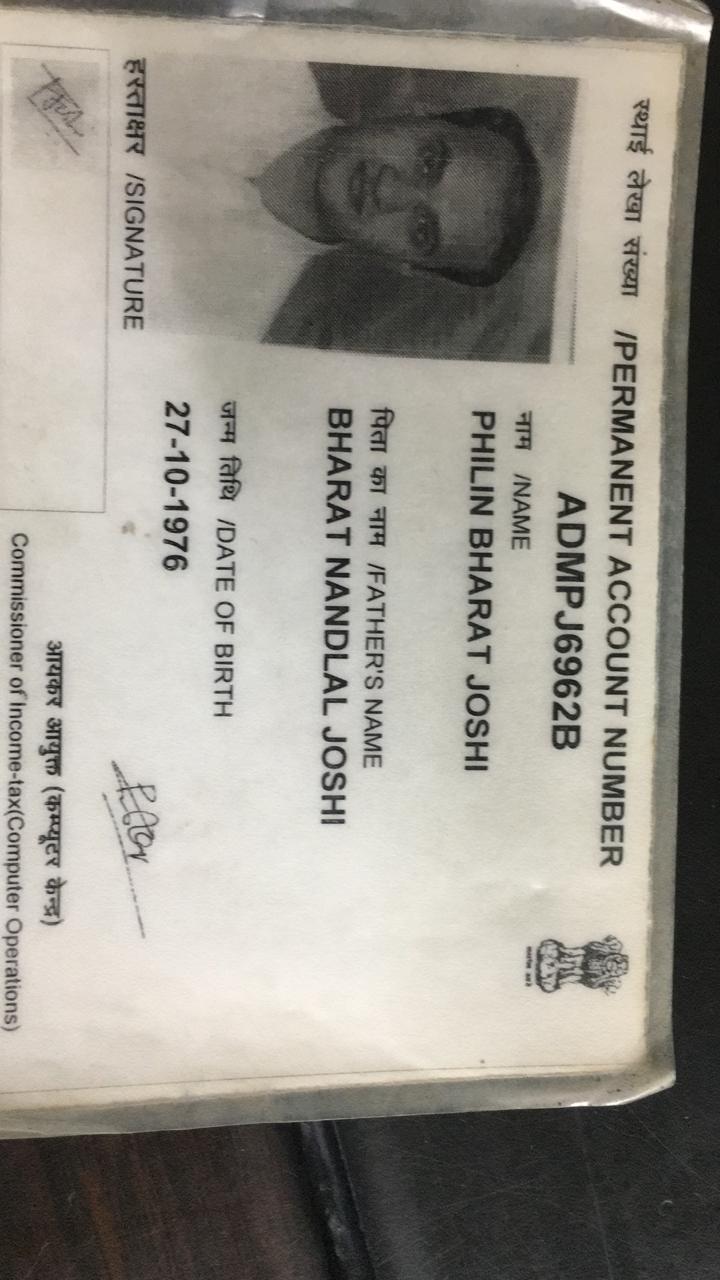 स्थाई लेखा संख्या /PERMANENT ACCOUNT NUMBER
ADMPJ6962B
नाम /NAME
PHILIN BHARAT JOSHI
पिता का नाम /FATHER'S NAME
BHARAT NANDLAL JOSHI
जन्म तिथि /DATE OF BIRTH
27-10-1976
हस्ताक्षर /SIGNATURE
आयकर आयुक्त (कम्प्यूटर केन्द्र)
Commissioner of Income-tax(Computer Operations)